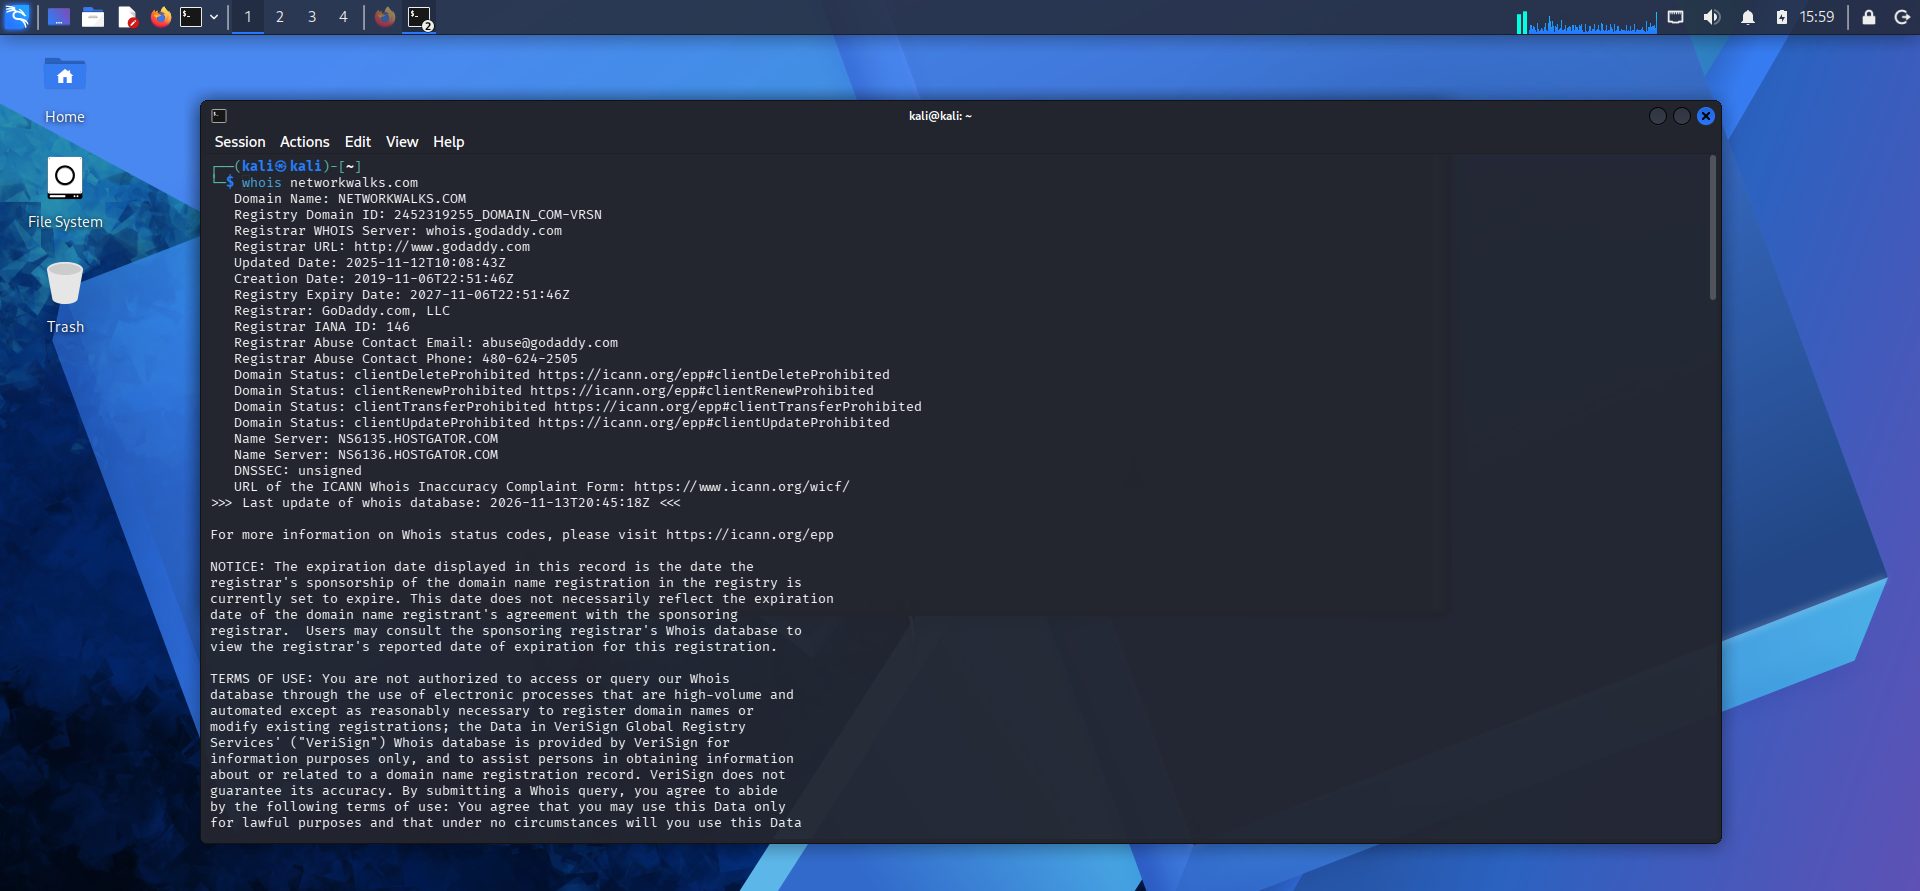 1 2 3 4 2 15:59
Home
File System
Trash
kali@kali: ~
Session Actions Edit View Help
┌──(kali㉿kali)-[~]
└─$ whois networkwalks.com
Domain Name: NETWORKWALKS.COM
Registry Domain ID: 2452319255_DOMAIN_COM-VRSN
Registrar WHOIS Server: whois.godaddy.com
Registrar URL: http://www.godaddy.com
Updated Date: 2025-11-12T10:08:43Z
Creation Date: 2019-11-06T22:51:46Z
Registry Expiry Date: 2027-11-06T22:51:46Z
Registrar: GoDaddy.com, LLC
Registrar IANA ID: 146
Registrar Abuse Contact Email: abuse@godaddy.com
Registrar Abuse Contact Phone: 480-624-2505
Domain Status: clientDeleteProhibited https://icann.org/epp#clientDeleteProhibited
Domain Status: clientRenewProhibited https://icann.org/epp#clientRenewProhibited
Domain Status: clientTransferProhibited https://icann.org/epp#clientTransferProhibited
Domain Status: clientUpdateProhibited https://icann.org/epp#clientUpdateProhibited
Name Server: NS6135.HOSTGATOR.COM
Name Server: NS6136.HOSTGATOR.COM
DNSSEC: unsigned
URL of the ICANN Whois Inaccuracy Complaint Form: https://www.icann.org/wicf/
>>> Last update of whois database: 2026-11-13T20:45:18Z <<<
For more information on Whois status codes, please visit https://icann.org/epp
NOTICE: The expiration date displayed in this record is the date the
registrar's sponsorship of the domain name registration in the registry is
currently set to expire. This date does not necessarily reflect the expiration
date of the domain name registrant's agreement with the sponsoring
registrar.  Users may consult the sponsoring registrar's Whois database to
view the registrar's reported date of expiration for this registration.
TERMS OF USE: You are not authorized to access or query our Whois
database through the use of electronic processes that are high-volume and
automated except as reasonably necessary to register domain names or
modify existing registrations; the Data in VeriSign Global Registry
Services' ("VeriSign") Whois database is provided by VeriSign for
information purposes only, and to assist persons in obtaining information
about or related to a domain name registration record. VeriSign does not
guarantee its accuracy. By submitting a Whois query, you agree to abide
by the following terms of use: You agree that you may use this Data only
for lawful purposes and that under no circumstances will you use this Data